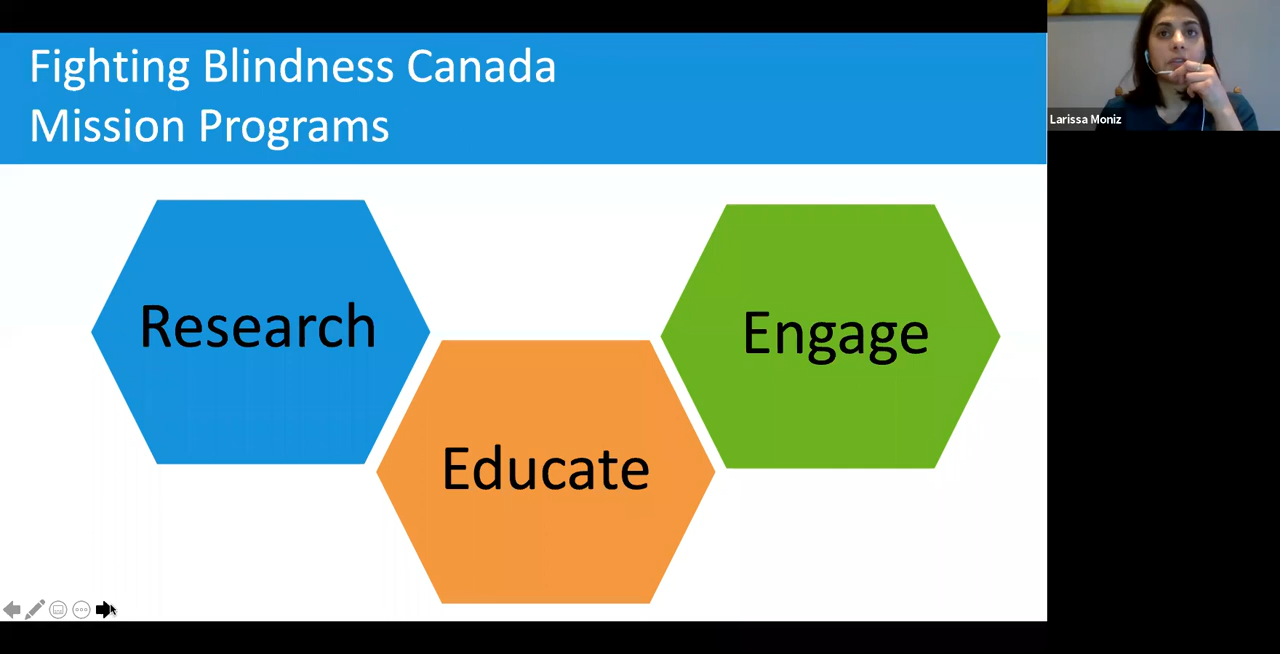 Fighting Blindness Canada
Mission Programs
Larissa Moniz
Research
Engage
Educate